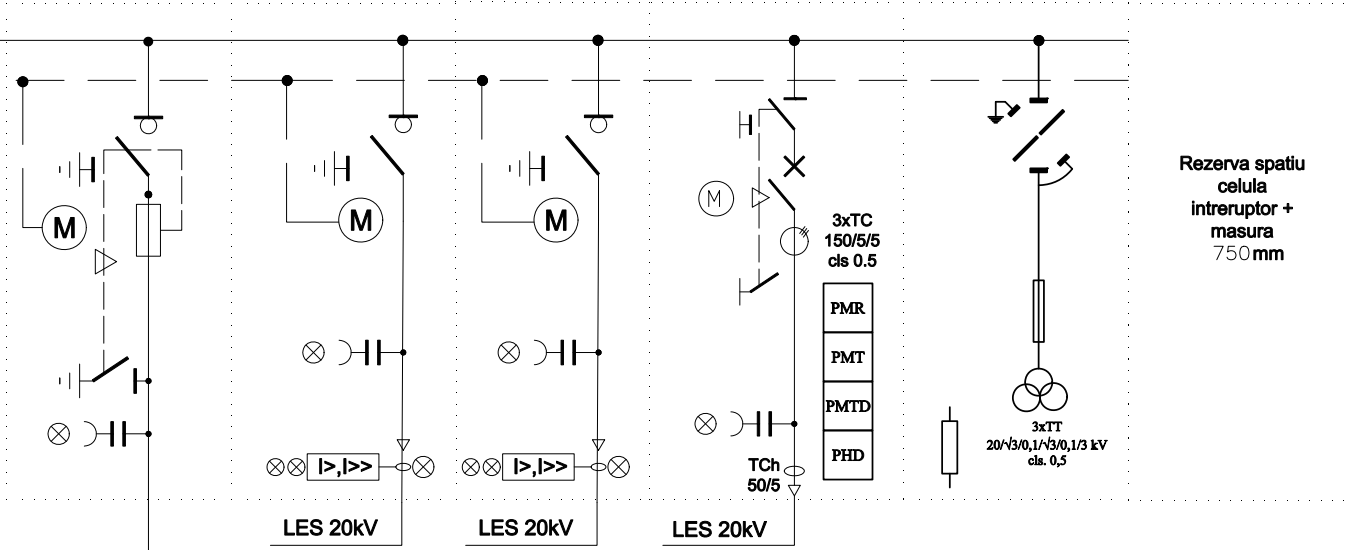 M
M
I>,I>>
LES 20kV
M
I>,I>>
LES 20kV
M
3xTC
150/5/5
cls 0.5
PMR
PMT
PMTD
PHD
TCh
50/5
LES 20kV
3xTT
20/√3/0,1/√3/0,1/3 kV
cls. 0,5
Rezerva spatiu
celula
intreruptor +
masura
750mm